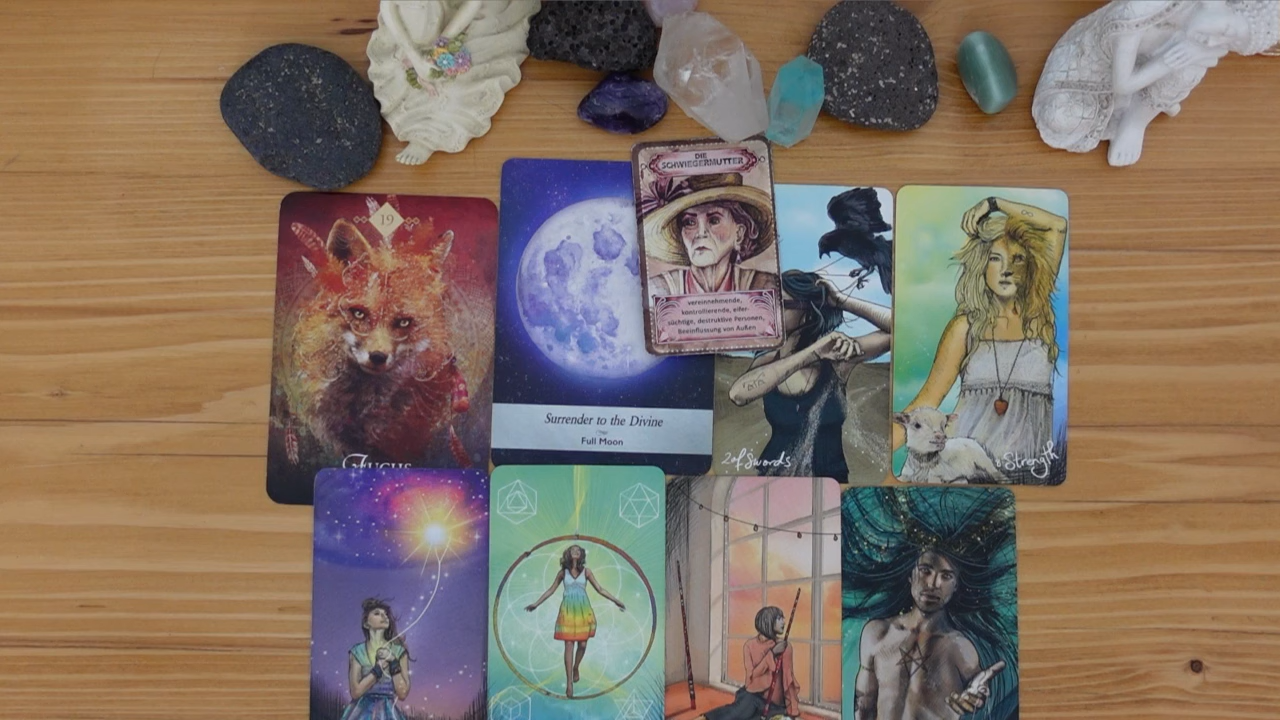 19
FUCHS
Surrender to the Divine
Full Moon
DIE
SCHWIEGERMUTTER
vereinnehmende,
kontrollierende, eifer-
süchtige, destruktive Personen,
Beeinflussung von Außen
2 of Swords
Strength